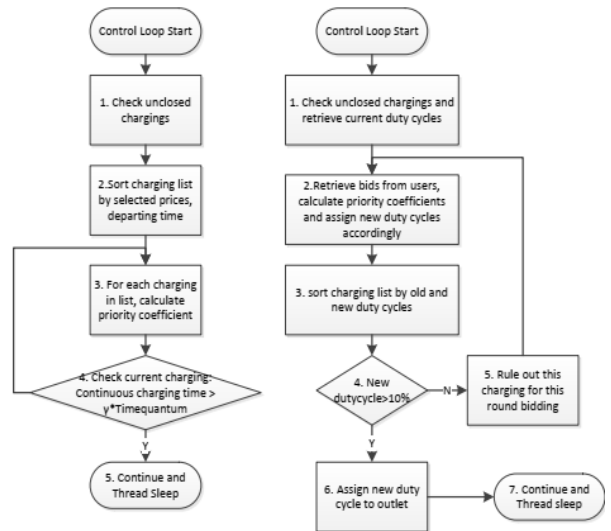 Control Loop Start
1. Check unclosed
chargings
2.Sort charging list
by selected prices,
departing time
3. For each charging
in list, calculate
priority coefficient
4. Check current charging:
Continuous charging time >
y*Timequantum
Y
5. Continue and
Thread Sleep
Control Loop Start
1. Check unclosed chargings and
retrieve current duty cycles
2.Retrieve bids from users,
calculate priority coefficients
and assign new duty cycles
accordingly
3. sort charging list by old and
new duty cycles
4. New
dutycycle>10%
N
5. Rule out this
charging for this
round bidding
Y
6. Assign new duty
cycle to outlet
7. Continue and
Thread sleep